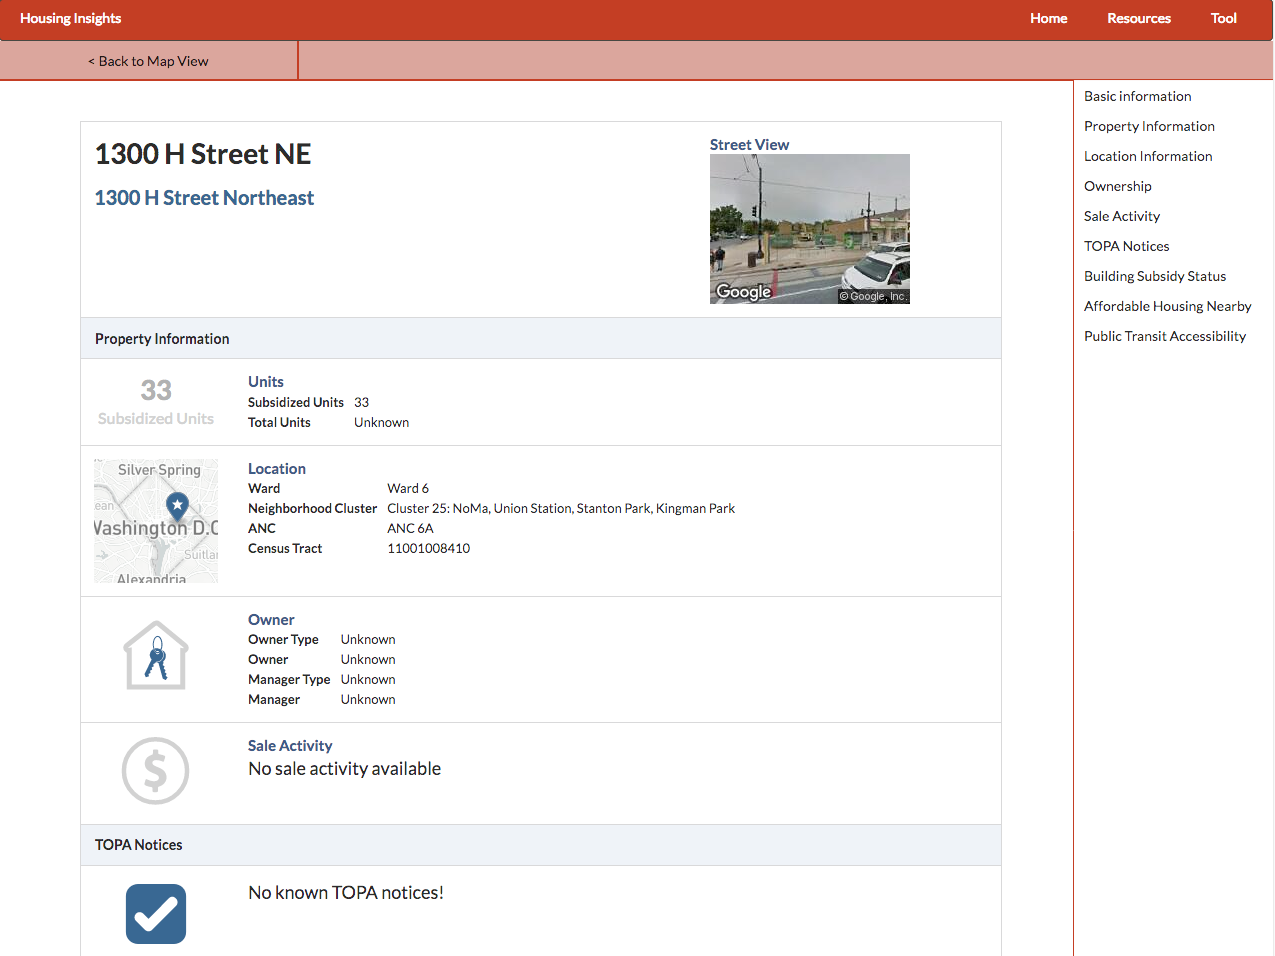 Housing Insights
Home
Resources
Tool
< Back to Map View
Basic information
Property Information
Location Information
Ownership
Sale Activity
TOPA Notices
Building Subsidy Status
Affordable Housing Nearby
Public Transit Accessibility
1300 H Street NE
1300 H Street Northeast
Street View
Google
© Google, Inc.
Property Information
33
Subsidized Units
Units
Subsidized Units 33
Total Units Unknown
Silver Spring
ean
Washington D.C
Suitlan
Alexandria
Location
Ward Ward 6
Neighborhood Cluster Cluster 25: NoMa, Union Station, Stanton Park, Kingman Park
ANC ANC 6A
Census Tract 11001008410
Owner
Owner Type Unknown
Owner Unknown
Manager Type Unknown
Manager Unknown
$
Sale Activity
No sale activity available
TOPA Notices
No known TOPA notices!